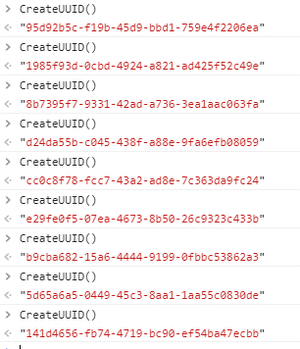 > CreateUUID()
<· "95d92b5c-f19b-45d9-bbd1-759e4f2206ea"
> CreateUUID()
<· "1985f93d-0cbd-4924-a821-ad425f52c49e"
> CreateUUID()
<· "8b7395f7-9331-42ad-a736-3ea1aac063fa"
> CreateUUID()
<· "d24da55b-c045-438f-a88e-9fa6efb08059"
> CreateUUID()
<· "cc0c8f78-fcc7-43a2-ad8e-7c363da9fc24"
> CreateUUID()
<· "e29fe0f5-07ea-4673-8b50-26c9323c433b"
> CreateUUID()
<· "b9cba682-15a6-4444-9199-0fbbc53862a3"
> CreateUUID()
<· "5d65a6a5-0449-45c3-8aa1-1aa55c0830de"
> CreateUUID()
<· "141d4656-fb74-4719-bc90-ef54ba47ecbb"